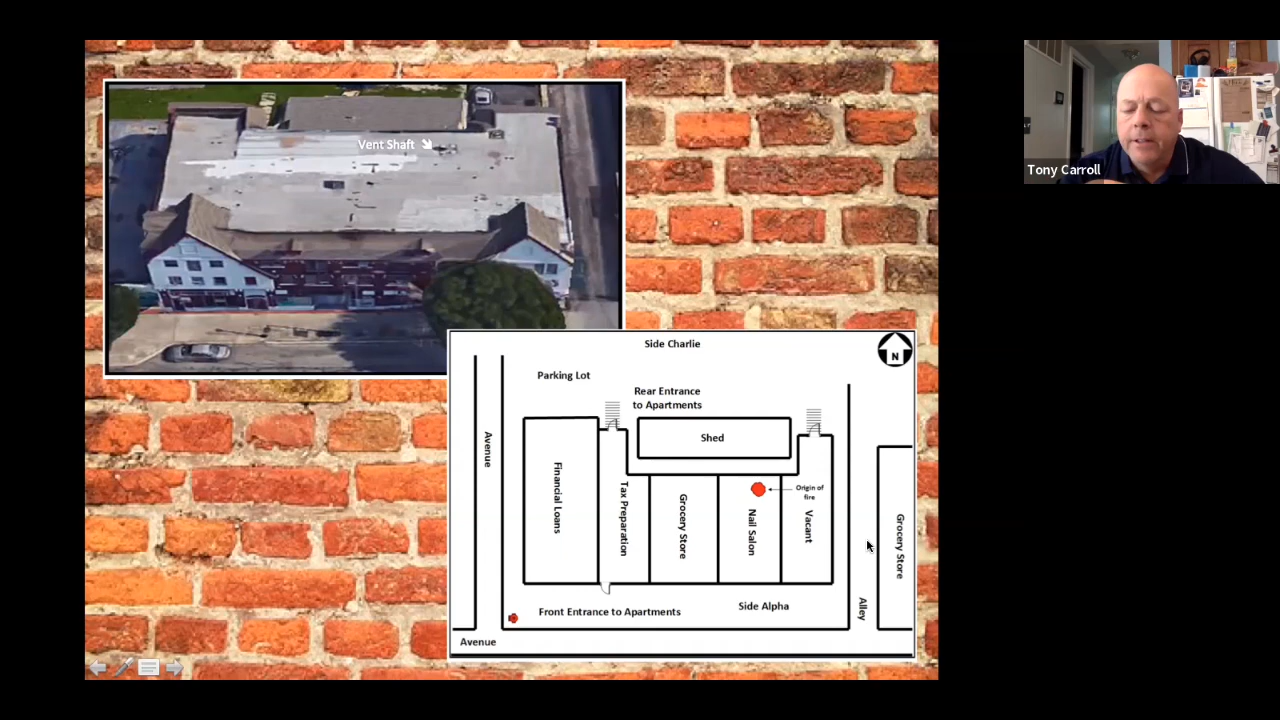 Vent Shaft
Tony Carroll
Side Charlie
N
Parking Lot
Rear Entrance
to Apartments
Shed
Avenue
Financial Loans
Tax Preparation
Grocery Store
Nail Salon
Origin of
fire
Vacant
Grocery Store
Alley
Side Alpha
Front Entrance to Apartments
Avenue